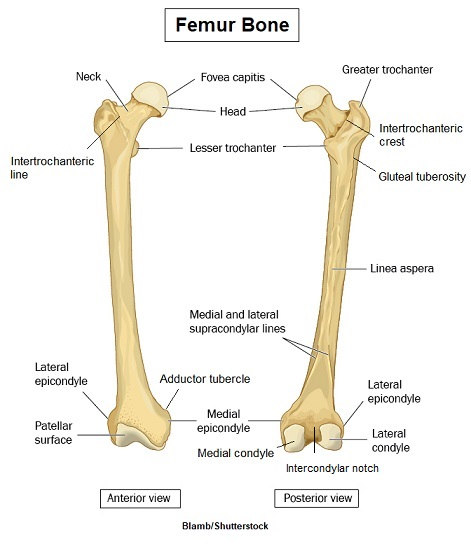 Femur Bone
Neck
Fovea capitis
Greater trochanter
Head
Intertrochanteric
crest
Intertrochanteric
line
Lesser trochanter
Gluteal tuberosity
Linea aspera
Medial and lateral
supracondylar lines
Lateral
epicondyle
Adductor tubercle
Lateral
epicondyle
Patellar
surface
Medial
epicondyle
Lateral
condyle
Medial condyle
Intercondylar notch
Anterior view
Posterior view
Blamb/Shutterstock